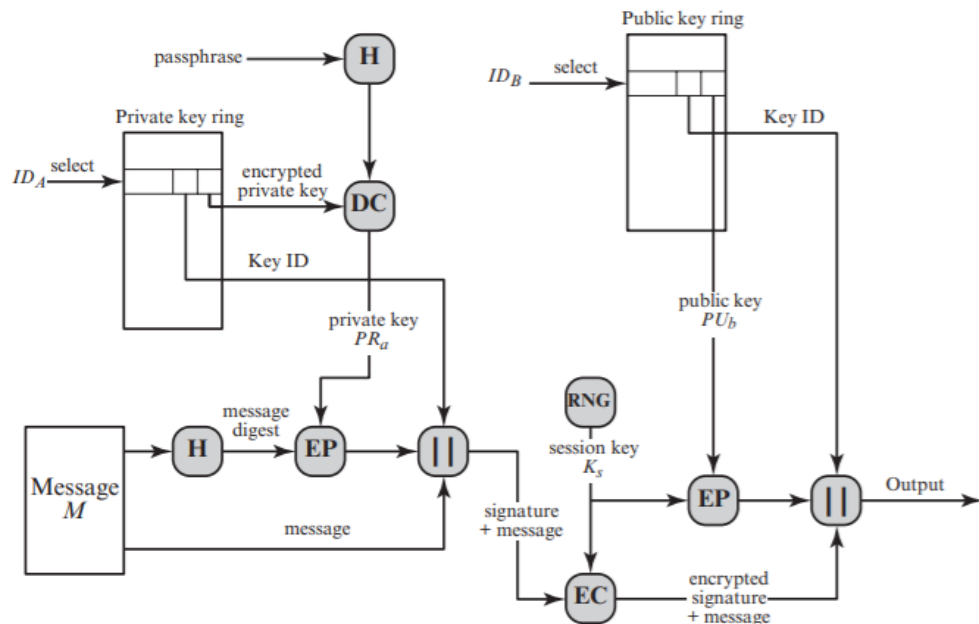 Public key ring
passphrase
H
ID_B
select
Key ID
Private key ring
ID_A
select
encrypted
private key
DC
Key ID
private key
PR_a
public key
PU_b
RNG
session key
K_s
message
digest
H
EP
||
Message
M
message
signature
+ message
EP
||
Output
EC
encrypted
signature
+ message